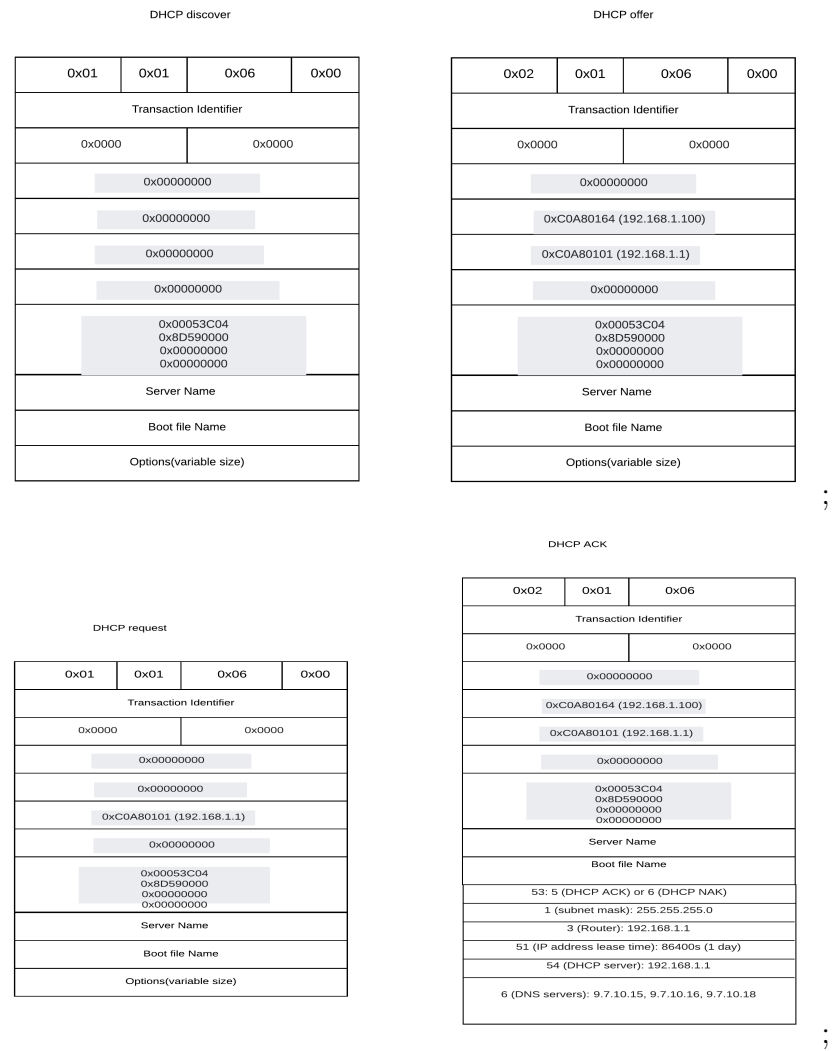 DHCP discover
0x01 0x01 0x06 0x00
Transaction Identifier
0x0000 0x0000
0x00000000
0x00000000
0x00000000
0x00000000
0x00053C04
0x8D590000
0x00000000
0x00000000
Server Name
Boot file Name
Options(variable size)
DHCP offer
0x02 0x01 0x06 0x00
Transaction Identifier
0x0000 0x0000
0x00000000
0xC0A80164 (192.168.1.100)
0xC0A80101 (192.168.1.1)
0x00000000
0x00053C04
0x8D590000
0x00000000
0x00000000
Server Name
Boot file Name
Options(variable size)
;
DHCP request
0x01 0x01 0x06 0x00
Transaction Identifier
0x0000 0x0000
0x00000000
0x00000000
0xC0A80101 (192.168.1.1)
0x00000000
0x00053C04
0x8D590000
0x00000000
0x00000000
Server Name
Boot file Name
Options(variable size)
DHCP ACK
0x02 0x01 0x06
Transaction Identifier
0x0000 0x0000
0x00000000
0xC0A80164 (192.168.1.100)
0xC0A80101 (192.168.1.1)
0x00000000
0x00053C04
0x8D590000
0x00000000
0x00000000
Server Name
Boot file Name
53: 5 (DHCP ACK) or 6 (DHCP NAK)
1 (subnet mask): 255.255.255.0
3 (Router): 192.168.1.1
51 (IP address lease time): 86400s (1 day)
54 (DHCP server): 192.168.1.1
6 (DNS servers): 9.7.10.15, 9.7.10.16, 9.7.10.18
;